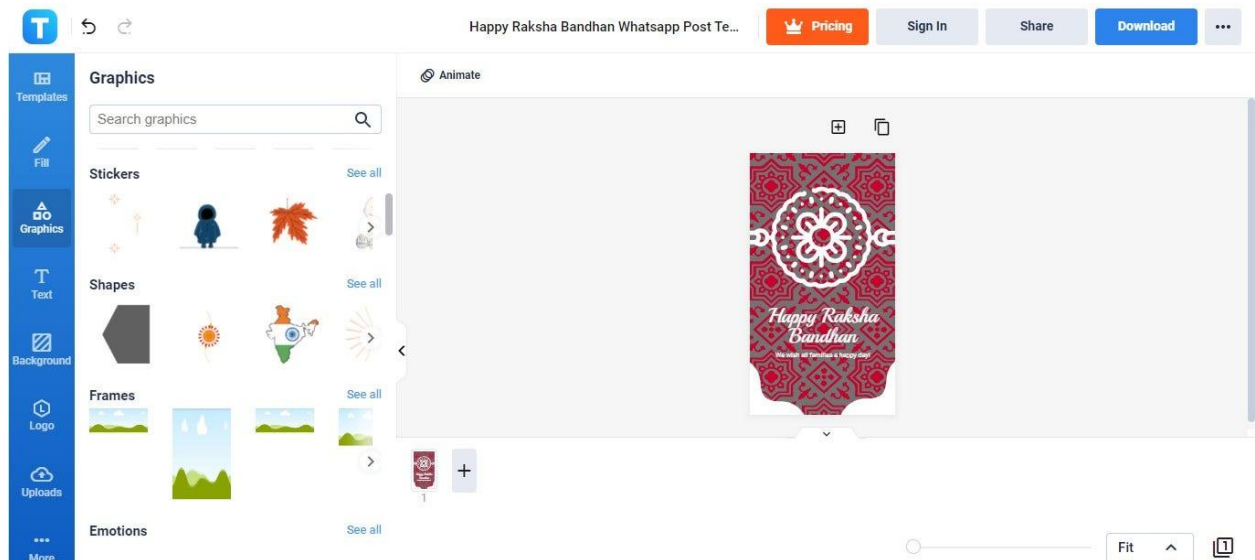 T
Happy Raksha Bandhan Whatsapp Post Te...
Pricing
Sign In
Share
Download
Templates
Fill
Graphics
Text
Background
Logo
Uploads
More
Graphics
Search graphics
Stickers
See all
Shapes
See all
Frames
See all
Emotions
See all
Animate
Happy Raksha
Bandhan
We wish all families a happy day!
1
Fit
1